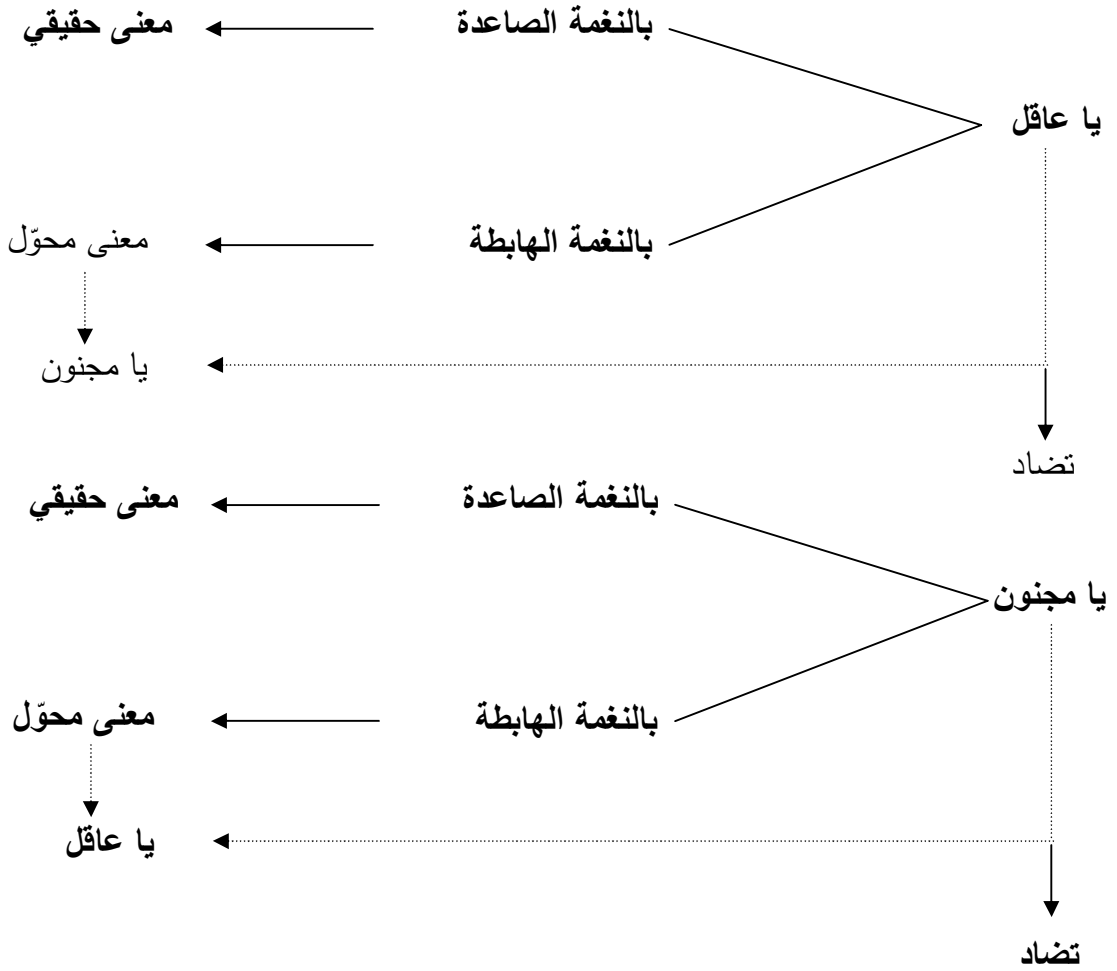 بالنغمة الصاعدة معنى حقيقي
يا عاقل
بالنغمة الهابطة معنى محوّل
يا مجنون
تضاد
بالنغمة الصاعدة معنى حقيقي
يا مجنون
بالنغمة الهابطة معنى محوّل
يا عاقل
تضاد